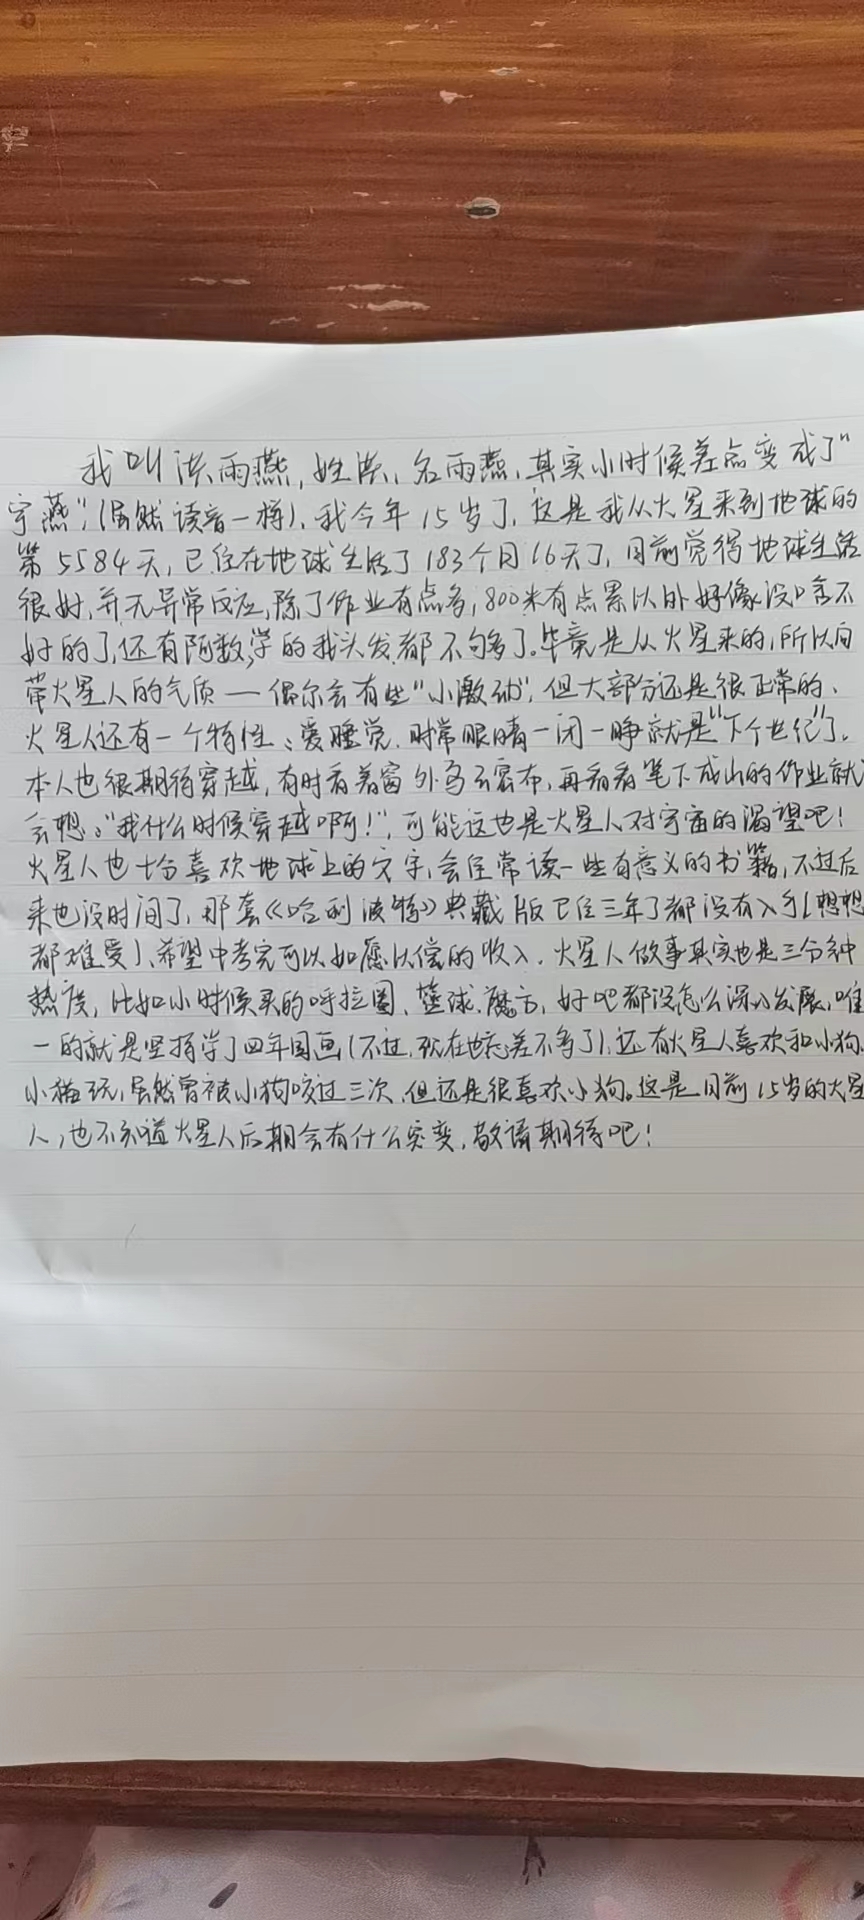 我叫洪雨燕,姓洪、名雨燕,其实小时候差点变成了“
宇燕”,(虽然读音一样)、我今年15岁了,这是我从火星来到地球的
第5584天,已经在地球生活了183个月16天了,目前觉得地球生活
很好,并无异常反应,除了作业有点多,800米有点累以外好像没啥不
好的了,还有阿数学的我头发都不够多了。毕竟是从火星来的,所以自
带火星人的气质——偶尔会有些“小激动”,但大部分还是很正常的、
火星人还有一个特性:爱睡觉,时常眼睛一闭一睁就是“下个世纪”了。
本人也很期待穿越,有时看着窗外乌云密布,再看看笔下成山的作业就
会想:“我什么时候穿越啊!”,可能这也是火星人对宇宙的渴望吧!
火星人也十分喜欢地球上的文字,会经常读一些有意义的书籍,不过后
来也没时间了,那套《哈利波特》典藏版已经三年了都没有入手(想想
都难受)、希望中考完可以如愿以偿的收入,火星人做事其实也是三分钟
热度,比如小时候买的呼拉圈、篮球、魔方,好吧都没怎么深入发展,唯
一的就是坚持学了四年国画(不过,现在也忘差不多了),还有火星人喜欢和小狗、
小猫玩,虽然曾被小狗咬过三次,但还是很喜欢小狗。这是目前15岁的火星
人,也不知道火星人后期会有什么突变,敬请期待吧!